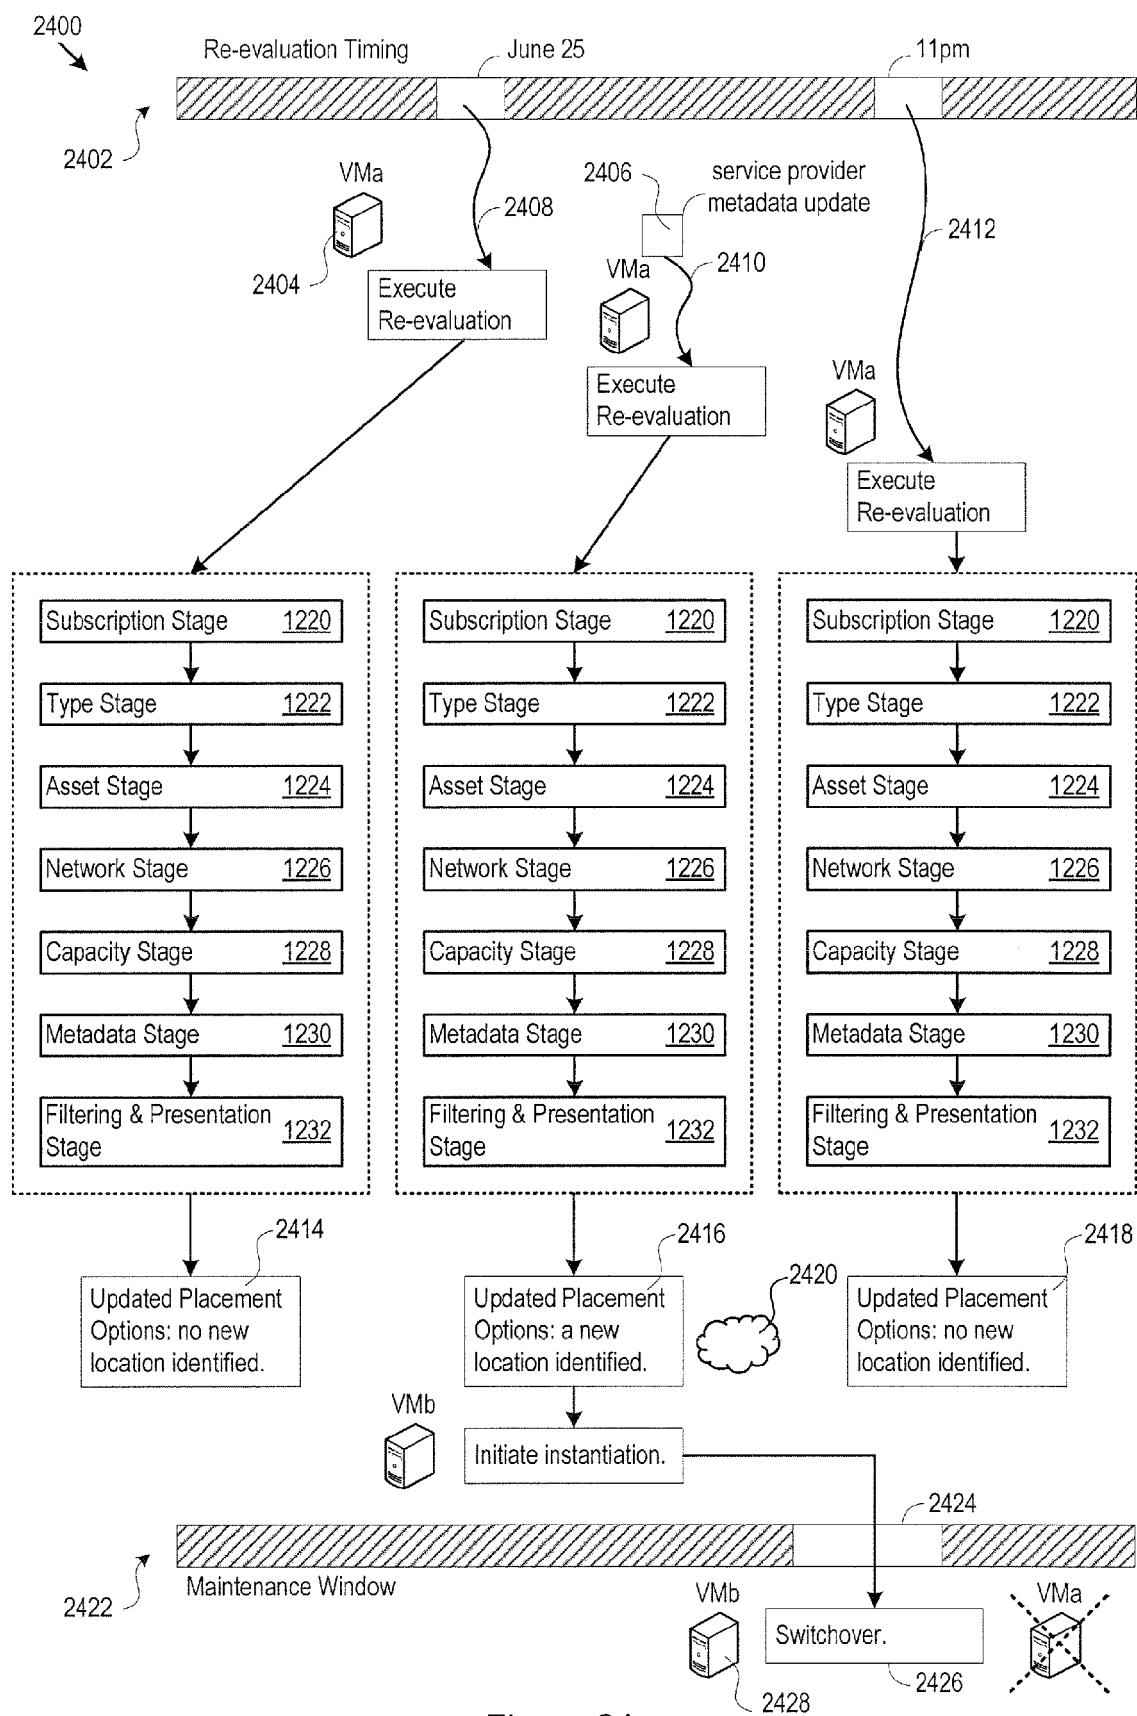 2400
Re-evaluation Timing
June 25
11pm
2402
VMa
2404
2408
2406
service provider
metadata update
2410
2412
Execute
Re-evaluation
VMa
Execute
Re-evaluation
VMa
Execute
Re-evaluation
Subscription Stage 1220
Type Stage 1222
Asset Stage 1224
Network Stage 1226
Capacity Stage 1228
Metadata Stage 1230
Filtering & Presentation
Stage 1232
Subscription Stage 1220
Type Stage 1222
Asset Stage 1224
Network Stage 1226
Capacity Stage 1228
Metadata Stage 1230
Filtering & Presentation
Stage 1232
Subscription Stage 1220
Type Stage 1222
Asset Stage 1224
Network Stage 1226
Capacity Stage 1228
Metadata Stage 1230
Filtering & Presentation
Stage 1232
2414
Updated Placement
Options: no new
location identified.
2416
Updated Placement
Options: a new
location identified.
2420
2418
Updated Placement
Options: no new
location identified.
VMb
Initiate instantiation.
2424
2422
Maintenance Window
VMb
2428
Switchover.
2426
VMa